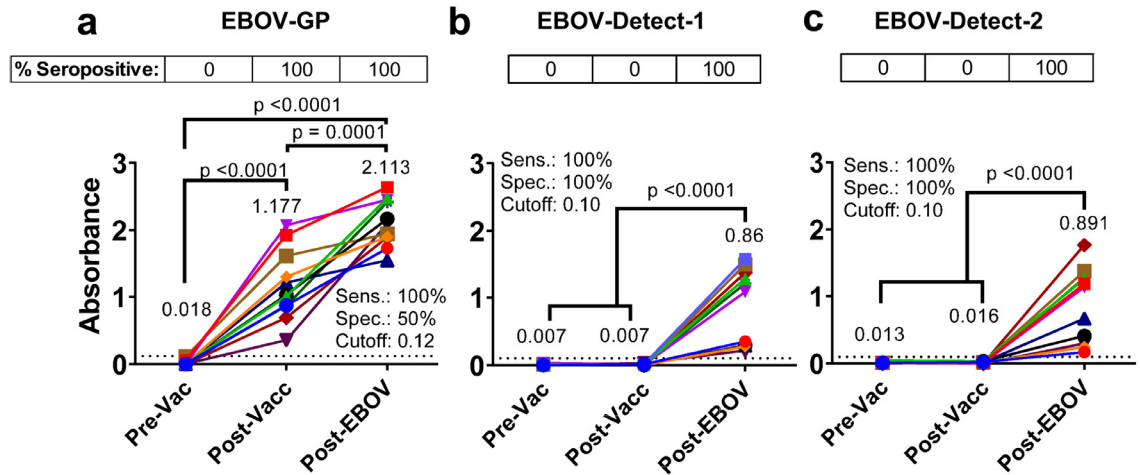 a EBOV-GP
% Seropositive: 0 100 100
p <0.0001
p = 0.0001
p <0.0001
2.113
1.177
0.018
Sens.: 100%
Spec.: 50%
Cutoff: 0.12
Absorbance
3
2
1
0
Pre-Vac
Post-Vacc
Post-EBOV
b EBOV-Detect-1
0 0 100
Sens.: 100%
Spec.: 100%
Cutoff: 0.10
p <0.0001
0.86
0.007
0.007
3
2
1
0
Pre-Vac
Post-Vacc
Post-EBOV
c EBOV-Detect-2
0 0 100
Sens.: 100%
Spec.: 100%
Cutoff: 0.10
p <0.0001
0.891
0.013
0.016
3
2
1
0
Pre-Vac
Post-Vacc
Post-EBOV